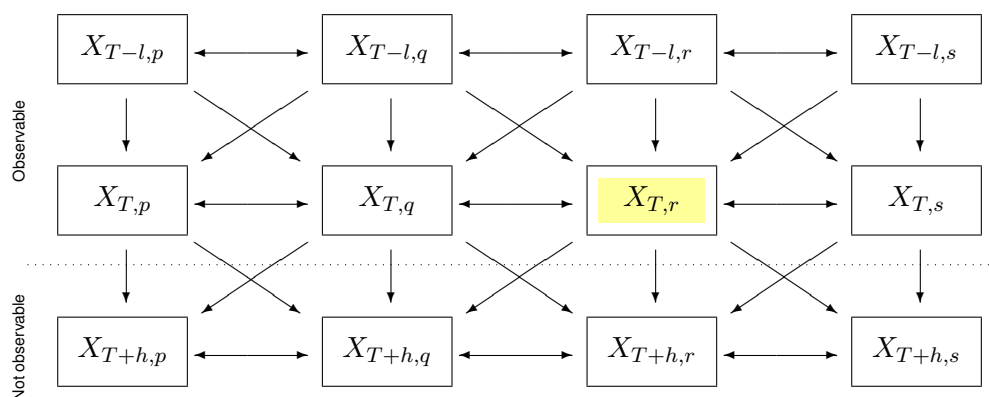 X_{T−l,p} X_{T−l,q} X_{T−l,r} X_{T−l,s}
Observable
X_{T,p} X_{T,q} X_{T,r} X_{T,s}
Not observable
X_{T+h,p} X_{T+h,q} X_{T+h,r} X_{T+h,s}